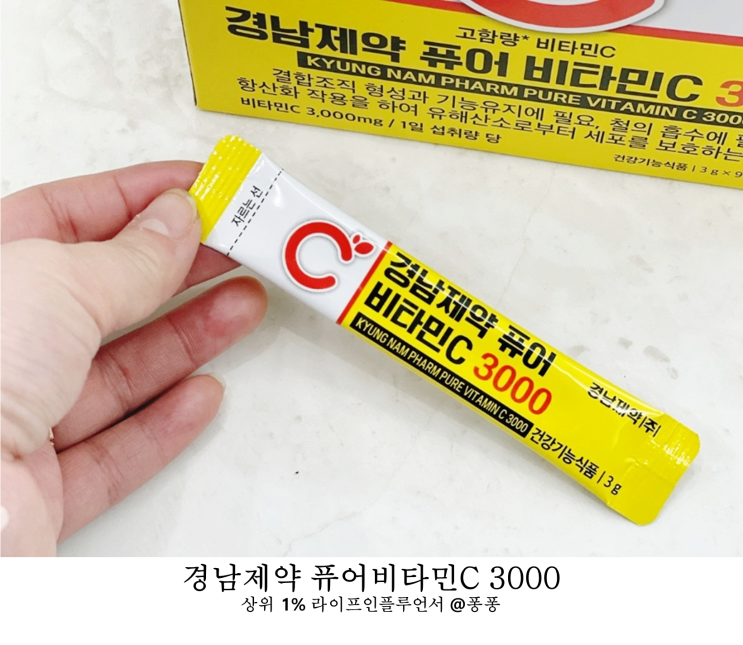 고함량* 비타민C
경남제약 퓨어 비타민C 3
KYUNG NAM PHARM PURE VITAMIN C 300
결합조직 형성과 기능유지에 필요, 철의 흡수에
항산화 작용을 하여 유해산소로부터 세포를 보호하는
비타민C 3,000mg / 1일 섭취량 당
건강기능식품 | 3 g ×
자르는 선
경남제약 퓨어
비타민C 3000
KYUNG NAM PHARM PURE VITAMIN C 3000
건강기능식품 | 3 g
경남제약(주)
경남제약 퓨어비타민C 3000
상위 1% 라이프인플루언서 @퐁퐁